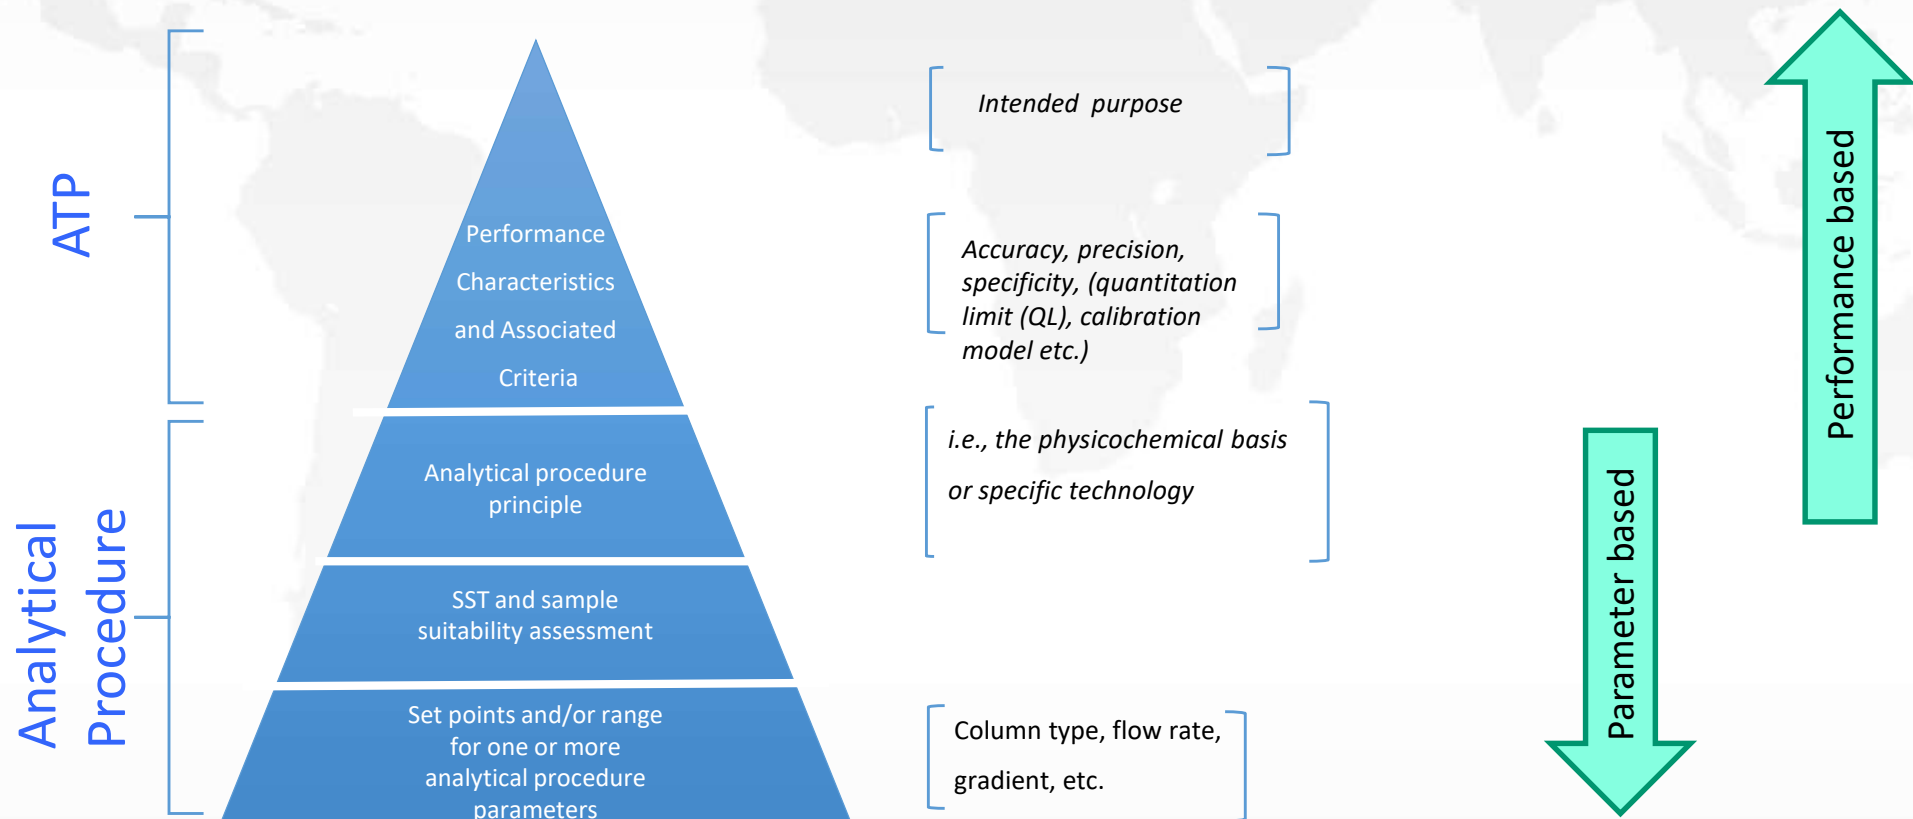 ATP
Performance
Characteristics
and Associated
Criteria
Intended purpose
Accuracy, precision,
specificity, (quantitation
limit (QL), calibration
model etc.)
Performance based
Analytical
Procedure
Analytical procedure
principle
i.e., the physicochemical basis
or specific technology
SST and sample
suitability assessment
Set points and/or range
for one or more
analytical procedure
parameters
Column type, flow rate,
gradient, etc.
Parameter based